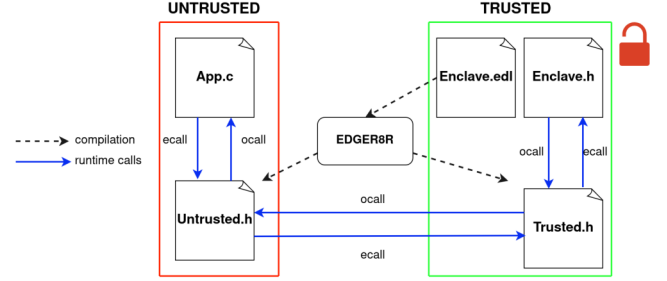 UNTRUSTED
TRUSTED
App.c
Enclave.edl
Enclave.h
compilation
runtime calls
ecall
ocall
EDGER8R
ocall
ecall
Untrusted.h
ocall
ecall
Trusted.h